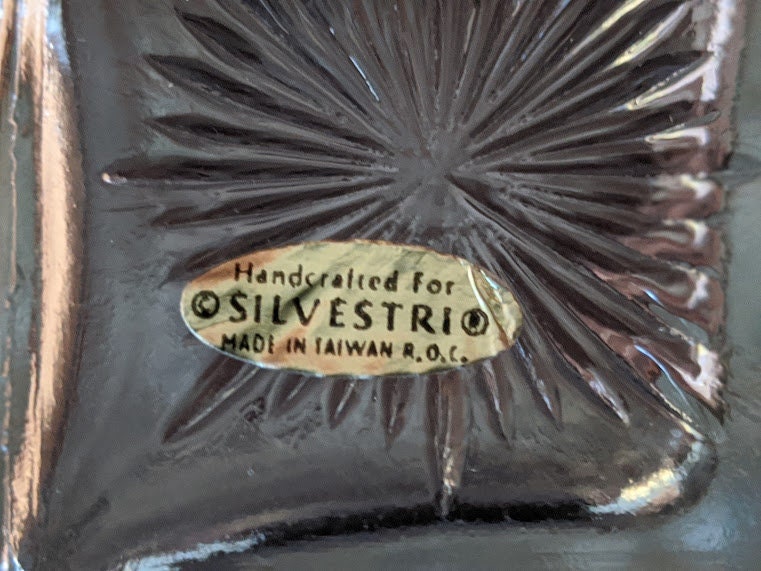 Handcrafted For
©SILVESTRI®
MADE IN TAIWAN R.O.C.